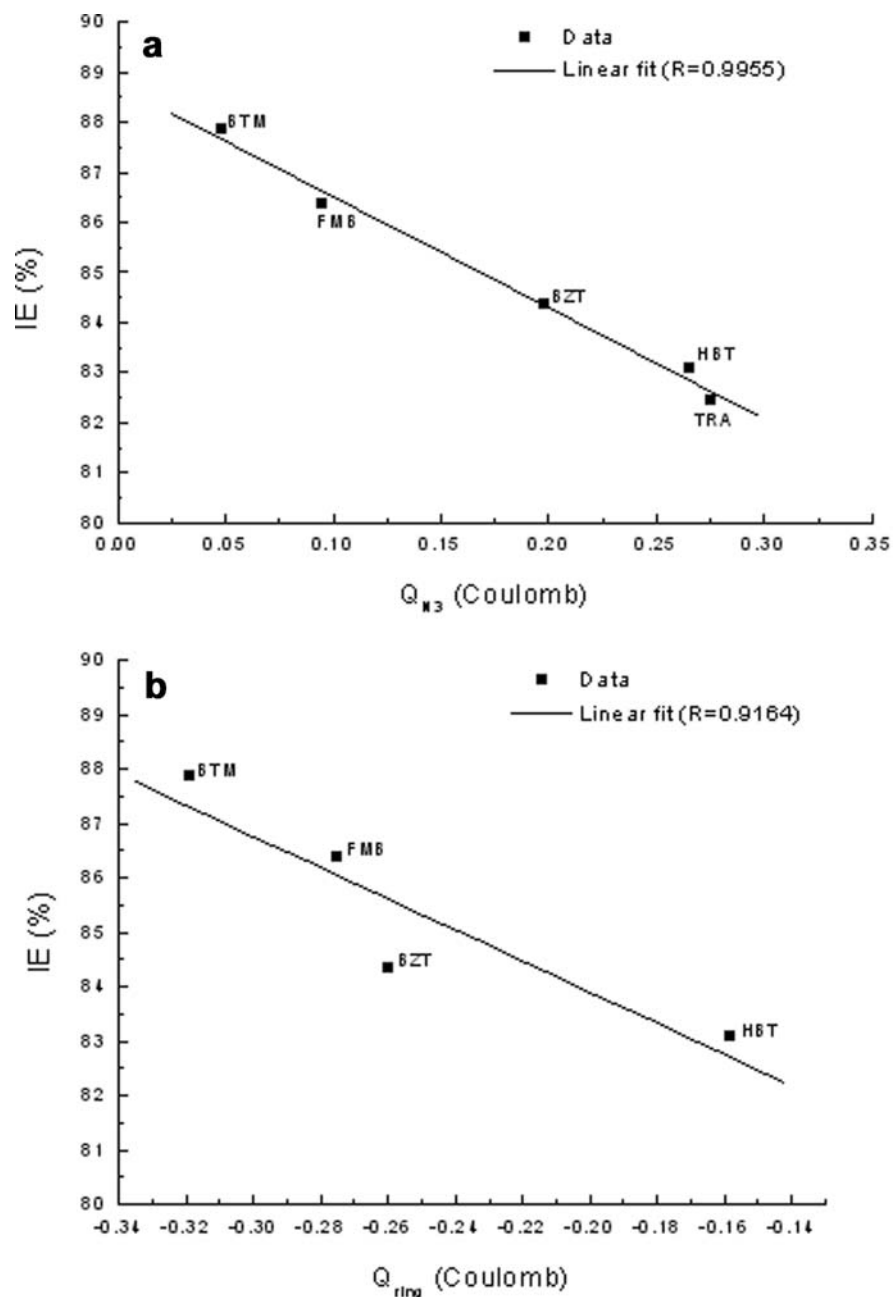 a
Data
Linear fit (R=0.9955)
90
89
88
87
86
85
84
83
82
81
80
BTM
FMB
BZT
HBT
TRA
IE (%)
0.00 0.05 0.10 0.15 0.20 0.25 0.30 0.35
Q_N3 (Coulomb)
b
Data
Linear fit (R=0.9164)
90
89
88
87
86
85
84
83
82
81
80
BTM
FMB
BZT
HBT
IE (%)
-0.34 -0.32 -0.30 -0.28 -0.26 -0.24 -0.22 -0.20 -0.18 -0.16 -0.14
Q_ring (Coulomb)